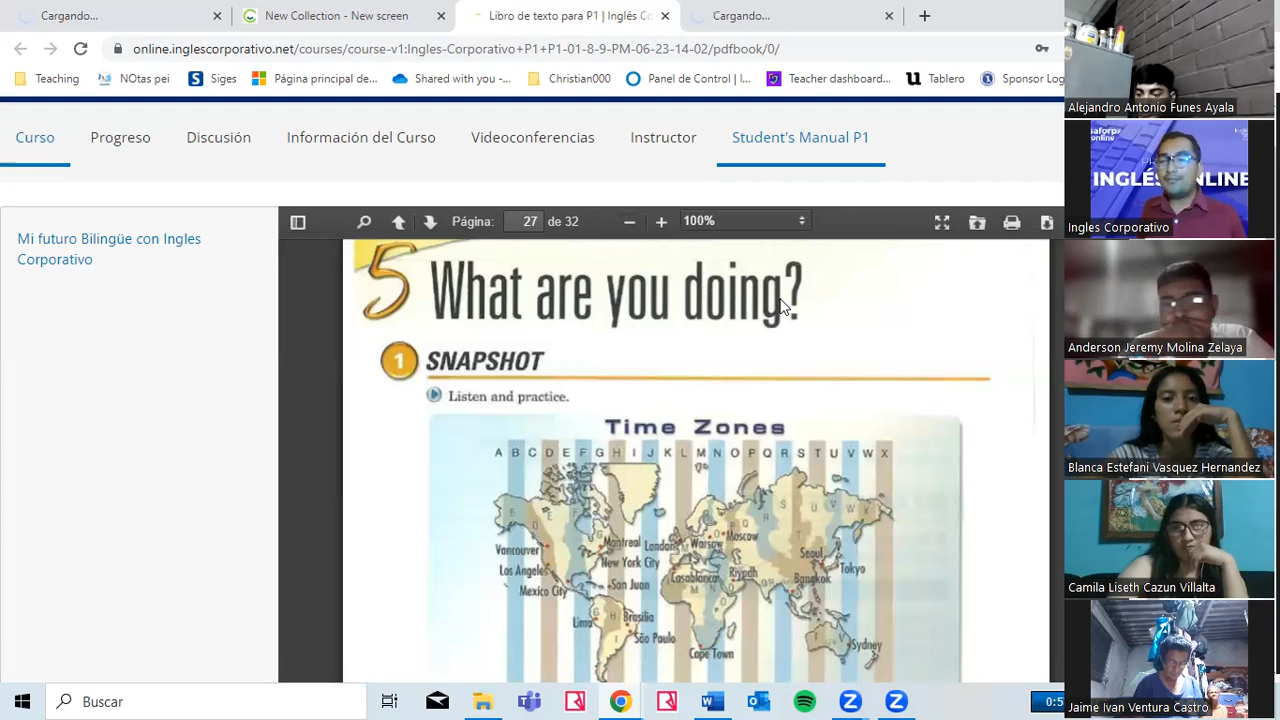 Cargando...
New Collection - New screen
Libro de texto para P1 | Inglés Co
Cargando...
online.inglescorporativo.net/courses/course-v1:Ingles-Corporativo+P1+P1-01-8-9-PM-06-23-14-02/pdfbook/0/
Teaching
NOtas pei
Siges
Página principal de...
Shared with you -...
Christian000
Panel de Control | I...
Teacher dashboard...
Tablero
Sponsor Log
Curso
Progreso
Discusión
Información del Curso
Videoconferencias
Instructor
Student's Manual P1
Mi futuro Bilingüe con Ingles
Corporativo
Página:
27
de 32
100%
5 What are you doing?
1 SNAPSHOT
Listen and practice.
Time Zones
A B C D E F G H I J K L M N O P Q R S T U V W X
Vancouver
Los Angeles
Mexico City
Montreal
New York City
San Juan
Lima
Brasília
São Paulo
London
Warsaw
Moscow
Casablanca
Riyadh
Cape Town
Seoul
Tokyo
Bangkok
Sydney
Buscar
Alejandro Antonio Funes Ayala
INGLÉS ONLINE
Ingles Corporativo
Anderson Jeremy Molina Zelaya
Blanca Estefani Vasquez Hernandez
Camila Liseth Cazun Villalta
Jaime Ivan Ventura Castro